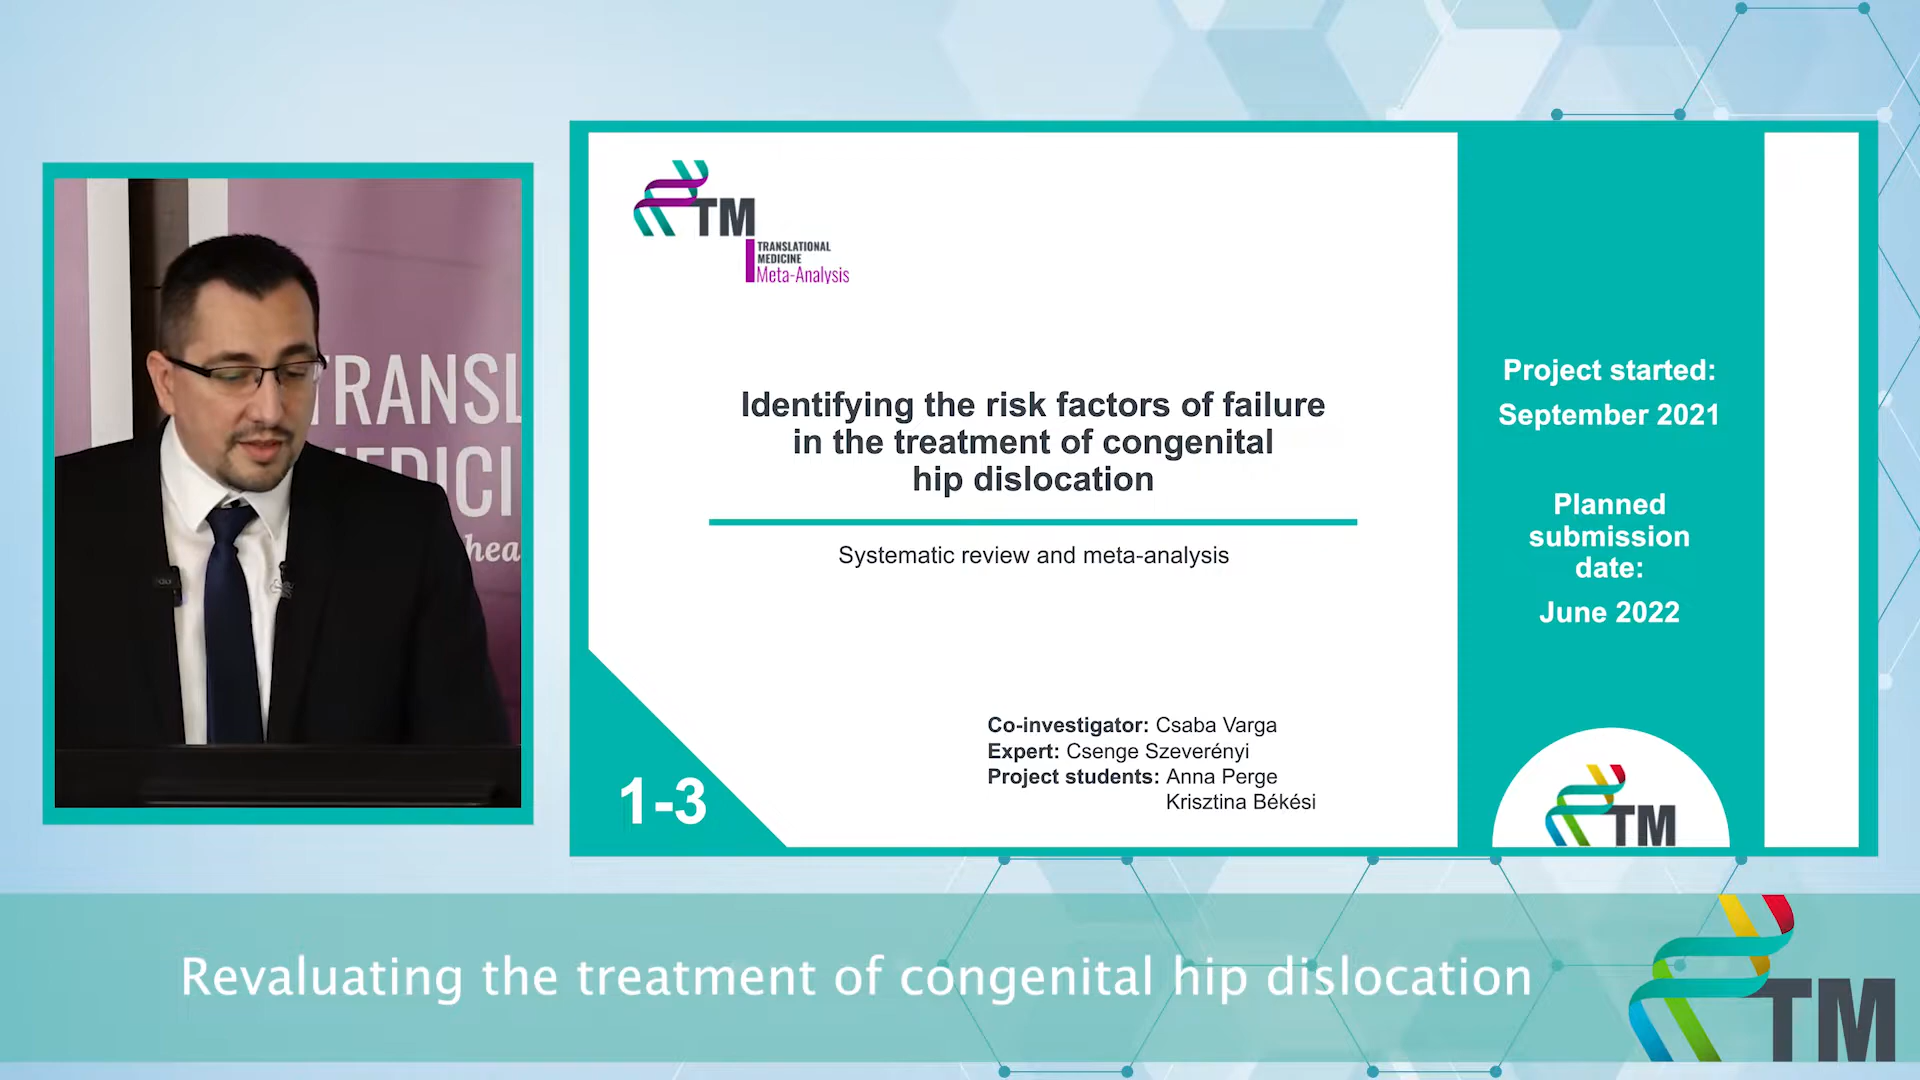 TRANSL
MEDICI
hea
TM
TRANSLATIONAL
MEDICINE
Meta-Analysis
Identifying the risk factors of failure
in the treatment of congenital
hip dislocation
Systematic review and meta-analysis
Co-investigator: Csaba Varga
Expert: Csenge Szeverényi
Project students: Anna Perge
Krisztina Békési
1-3
Project started:
September 2021
Planned
submission
date:
June 2022
TM
Revaluating the treatment of congenital hip dislocation
TM